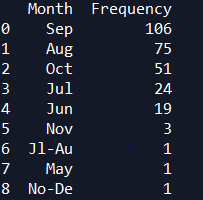 Month Frequency
0 Sep 106
1 Aug 75
2 Oct 51
3 Jul 24
4 Jun 19
5 Nov 3
6 Jl-Au 1
7 May 1
8 No-De 1